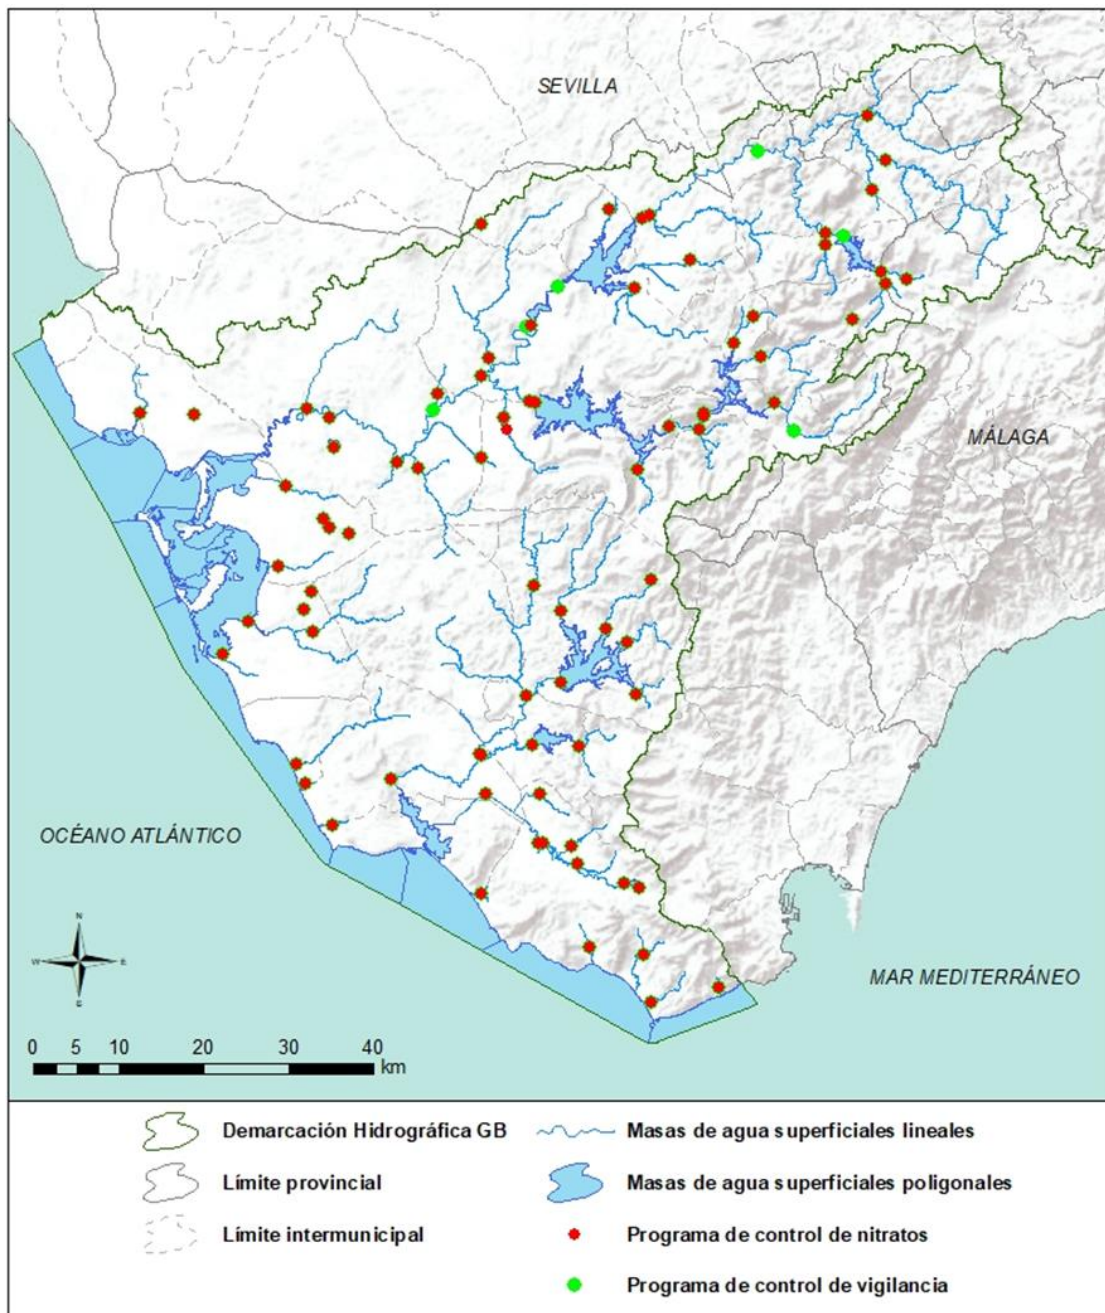 SEVILLA
MÁLAGA
OCÉANO ATLÁNTICO
N
W E
S
MAR MEDITERRÁNEO
0 5 10 20 30 40
km
Demarcación Hidrográfica GB
Masas de agua superficiales lineales
Límite provincial
Masas de agua superficiales poligonales
Límite intermunicipal
Programa de control de nitratos
Programa de control de vigilancia